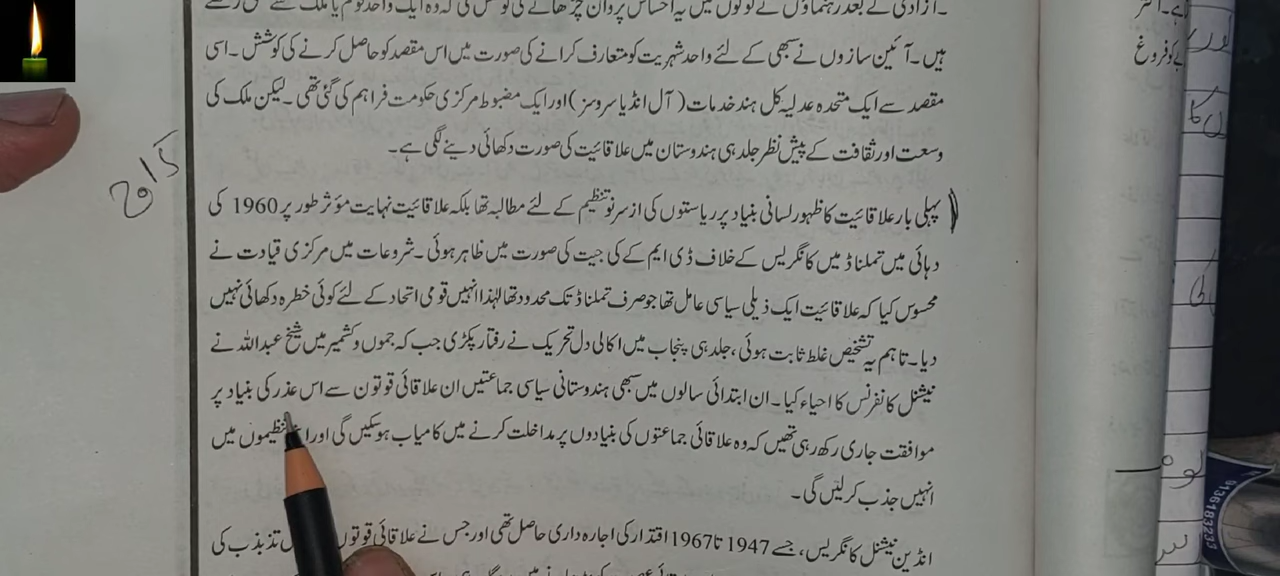 ۔ آزادی کے بعد رہنماؤں نے لوگوں میں یہ احساس پروان چڑھانے کی کوشش کی کہ وہ ایک واحد قوم یا ملک سے
ہیں۔ آئین سازوں نے سبھی کے لئے واحد شہریت کو متعارف کرانے کی صورت میں اس مقصد کو حاصل کرنے کی کوشش ۔ اسی
مقصد سے ایک متحدہ عدلیہ کل ہند خدمات (آل انڈیا سروسز) اور ایک مضبوط مرکزی حکومت فراہم کی گئی تھی ۔ لیکن ملک کی
وسعت اور ثقافت کے پیش نظر جلد ہی ہندوستان میں علاقائیت کی صورت دکھائی دینے لگی ہے۔
پہلی بار علاقائیت کا ظہور لسانی بنیاد پر ریاستوں کی از سرنو تنظیم کے لئے مطالبہ تھا بلکہ علاقائیت نہایت مؤثر طور پر 1960 کی
دہائی میں تملناڈ میں کانگریس کے خلاف ڈی ایم کے کی جیت کی صورت میں ظاہر ہوئی ۔ شروعات میں مرکزی قیادت نے
محسوس کیا کہ علاقائیت ایک ذیلی سیاسی عامل تھا جو صرف تملناڈ تک محدود تھا لہٰذا انہیں قومی اتحاد کے لئے کوئی خطرہ دکھائی نہیں
دیا۔ تاہم یہ تشخیص غلط ثابت ہوئی ، جلد ہی پنجاب میں اکالی دل تحریک نے رفتار پکڑی جب کہ جموں وکشمیر میں شیخ عبداللہ نے
نیشنل کانفرنس کا احیاء کیا۔ ان ابتدائی سالوں میں سبھی ہندوستانی سیاسی جماعتیں ان علاقائی قوتوں سے اس عذر کی بنیاد پر
موافقت جاری رکھ رہی تھیں کہ وہ علاقائی جماعتوں کی بنیادوں پر مداخلت کرنے میں کامیاب ہوسکیں گی اور تنظیموں میں
انہیں جذب کرلیں گی ۔
انڈین نیشنل کانگریس، جسے 1947 تا 1967 اقتدار کی اجارہ داری حاصل تھی اور جس نے علاقائی قوتوں تذبذب کی
کو فروغ
9136183233